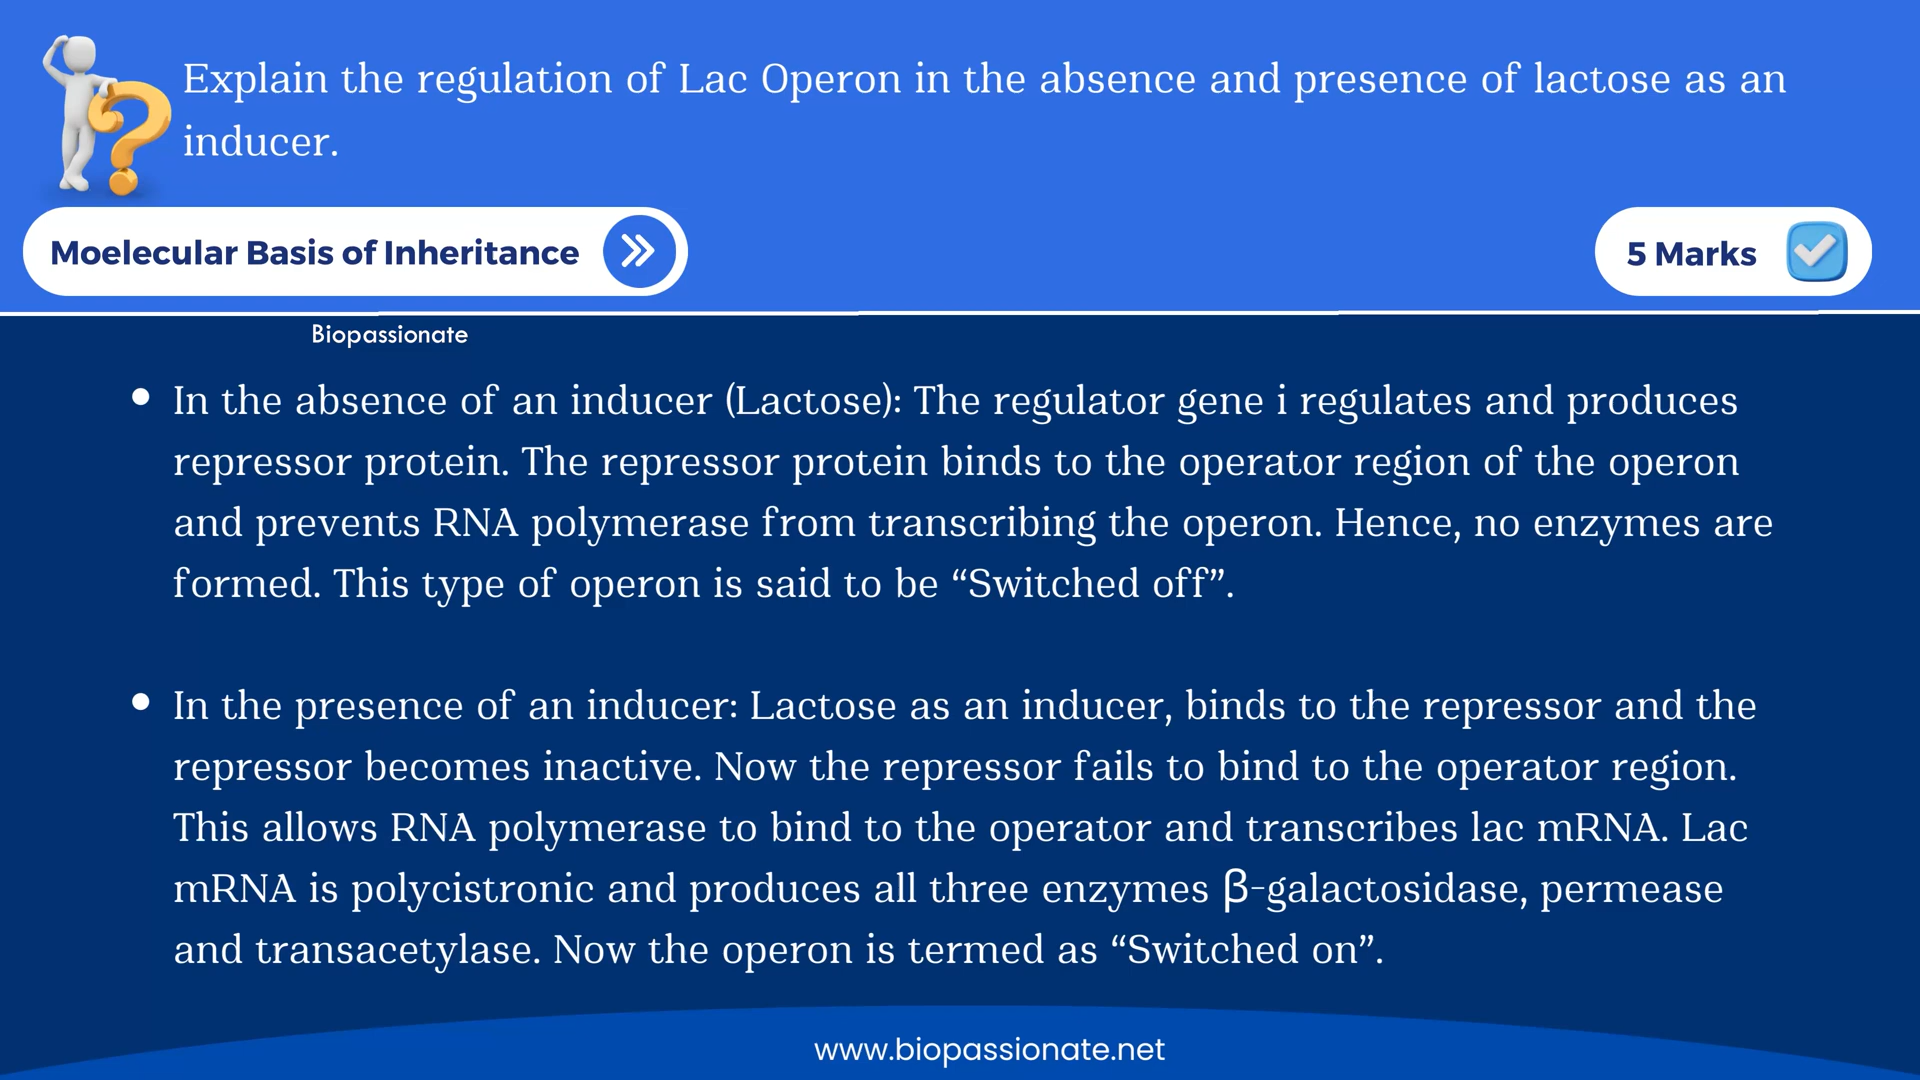 Explain the regulation of Lac Operon in the absence and presence of lactose as an
inducer.
Moelecular Basis of Inheritance
5 Marks
Biopassionate
• In the absence of an inducer (Lactose): The regulator gene i regulates and produces
repressor protein. The repressor protein binds to the operator region of the operon
and prevents RNA polymerase from transcribing the operon. Hence, no enzymes are
formed. This type of operon is said to be “Switched off”.
• In the presence of an inducer: Lactose as an inducer, binds to the repressor and the
repressor becomes inactive. Now the repressor fails to bind to the operator region.
This allows RNA polymerase to bind to the operator and transcribes lac mRNA. Lac
mRNA is polycistronic and produces all three enzymes β-galactosidase, permease
and transacetylase. Now the operon is termed as “Switched on”.
www.biopassionate.net